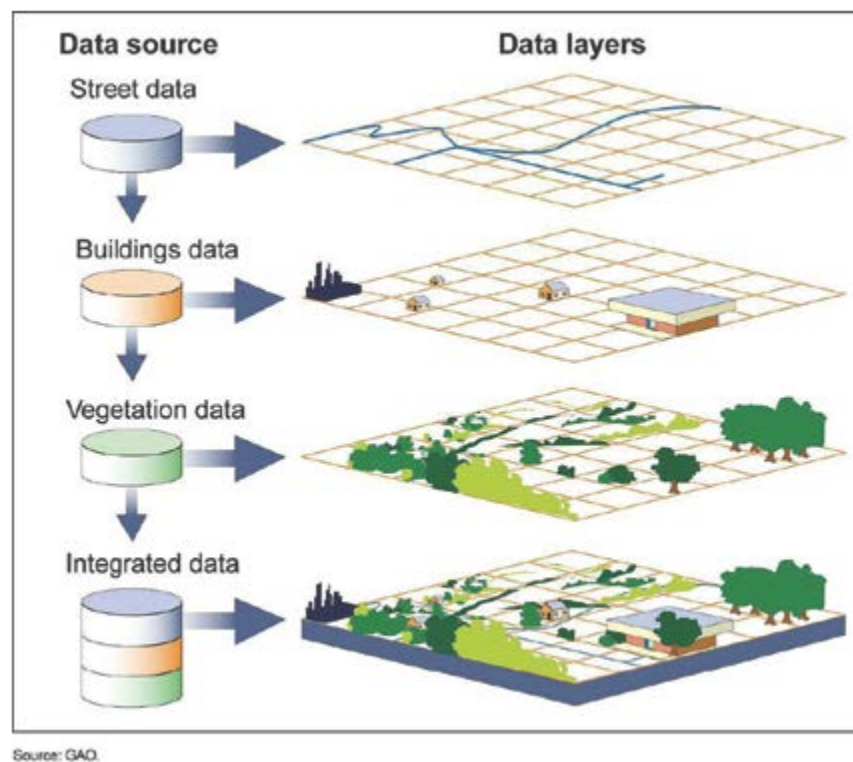 Data source
Data layers
Street data
Buildings data
Vegetation data
Integrated data
Source: GAO.